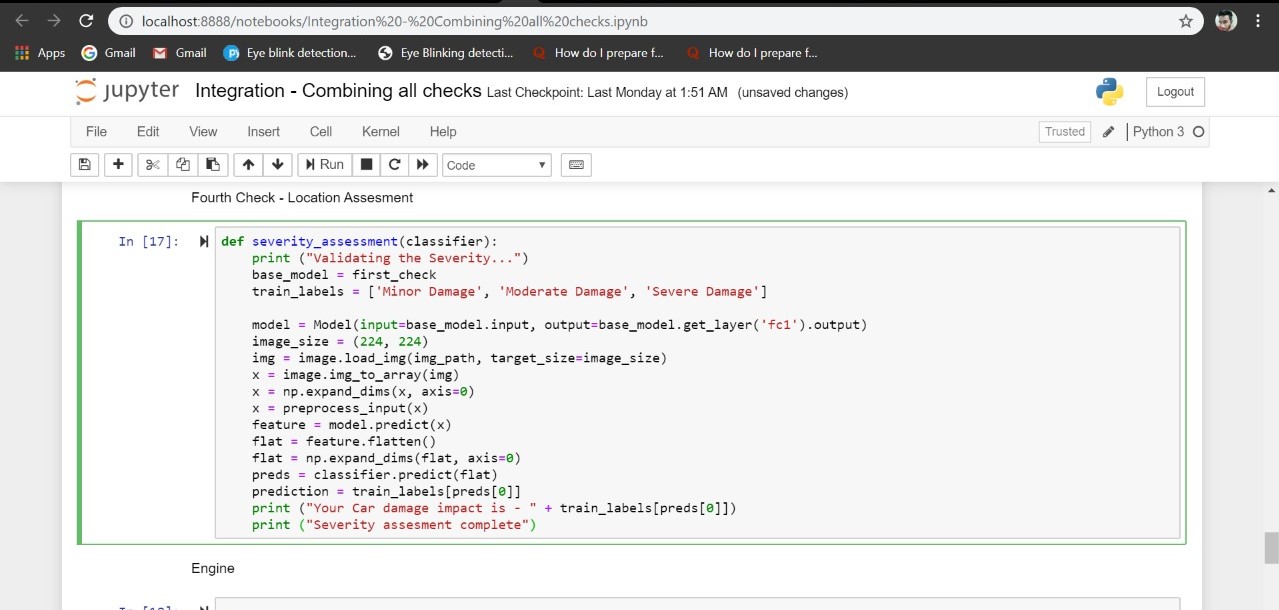 localhost:8888/notebooks/Integration%20-%20Combining%20all%20checks.ipynb
Apps Gmail Gmail Eye blink detection... Eye Blinking detecti... How do I prepare f... How do I prepare f...
jupyter Integration - Combining all checks Last Checkpoint: Last Monday at 1:51 AM (unsaved changes) Logout
File Edit View Insert Cell Kernel Help Trusted Python 3
Run Code
Fourth Check - Location Assesment
In [17]: def severity_assessment(classifier):
    print ("Validating the Severity...")
    base_model = first_check
    train_labels = ['Minor Damage', 'Moderate Damage', 'Severe Damage']
    model = Model(input=base_model.input, output=base_model.get_layer('fc1').output)
    image_size = (224, 224)
    img = image.load_img(img_path, target_size=image_size)
    x = image.img_to_array(img)
    x = np.expand_dims(x, axis=0)
    x = preprocess_input(x)
    feature = model.predict(x)
    flat = feature.flatten()
    flat = np.expand_dims(flat, axis=0)
    preds = classifier.predict(flat)
    prediction = train_labels[preds[0]]
    print ("Your Car damage impact is - " + train_labels[preds[0]])
    print ("Severity assesment complete")
Engine